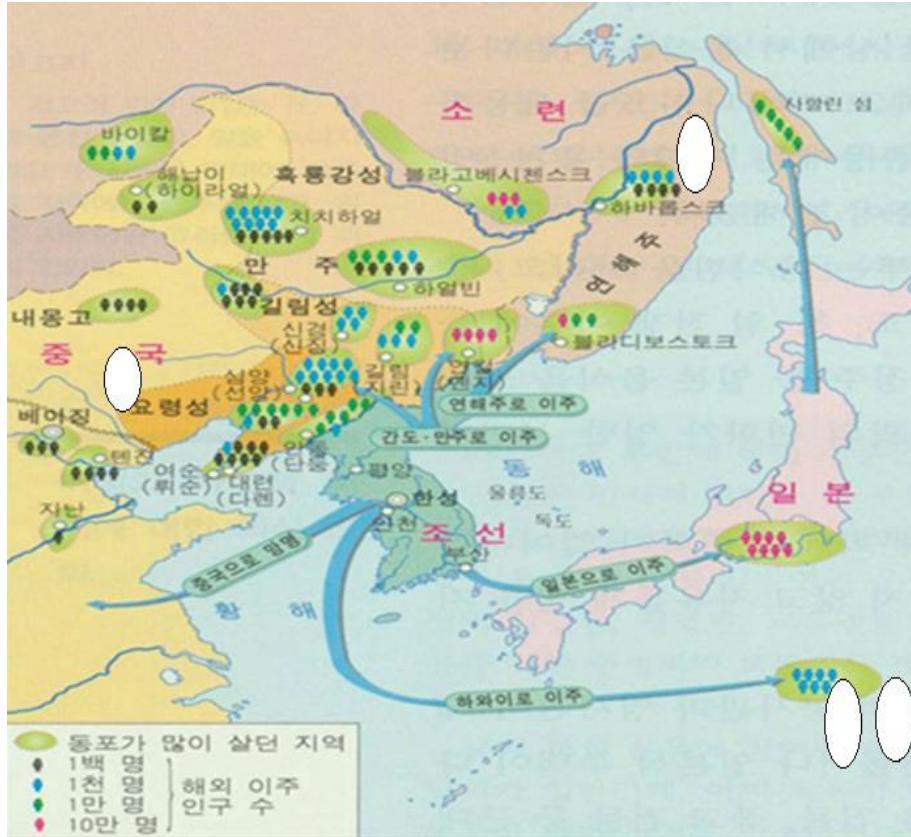 소 련
사할린 섬
바이칼
해납이
(하이라얼)
흑룡강성
블라고베시첸스크
하바롭스크
치치하얼
만 주
하얼빈
연해주
내몽고
길림성
신경
(신징)
길림
(지린)
연길
(옌지)
블라디보스토크
중 국
심양
(선양)
요령성
연해주로 이주
간도·만주로 이주
베이징
톈진
여순
(뤼순)
대련
(다롄)
안동
(단둥)
평양
동 해
울릉도
독도
일 본
지난
한성
인천
조 선
부산
중국으로 망명
일본으로 이주
황 해
하와이로 이주
동포가 많이 살던 지역
1백 명
1천 명
1만 명
10만 명
해외 이주
인구 수